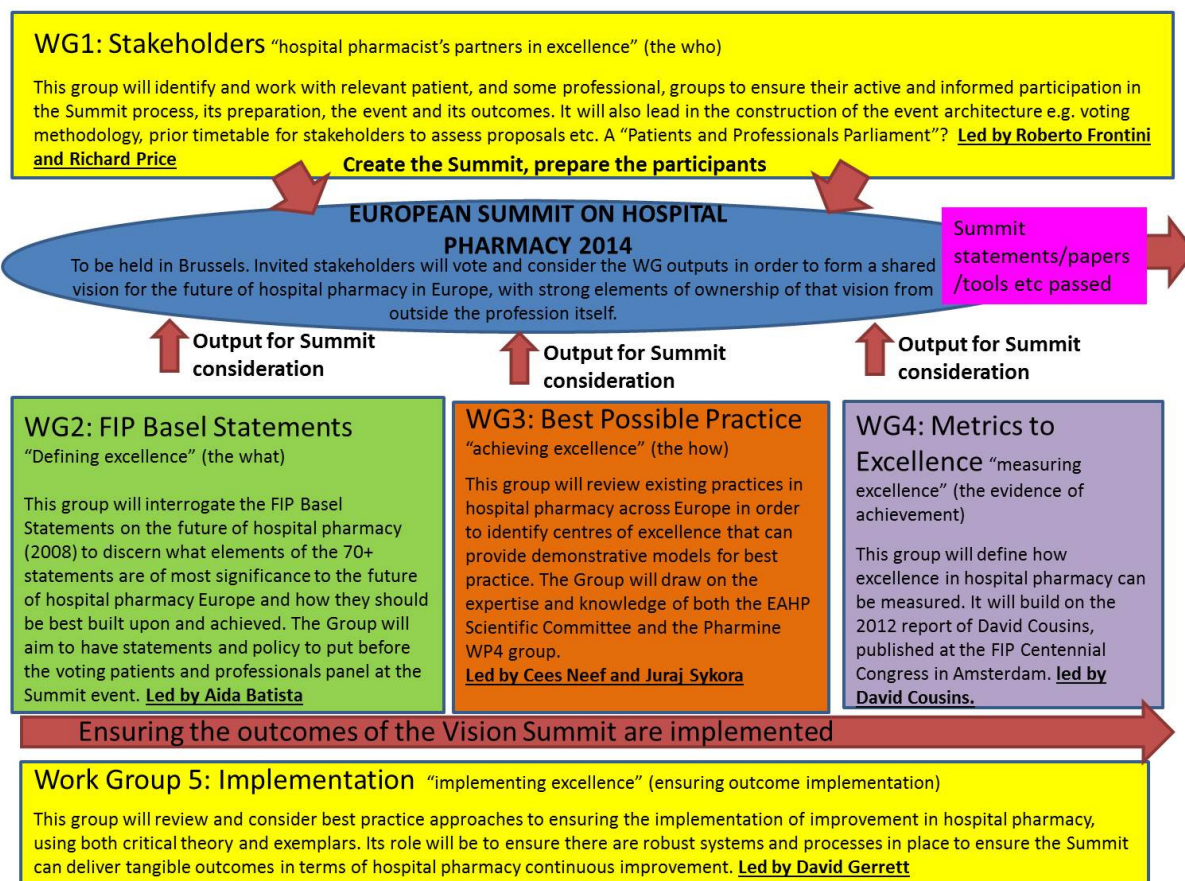 WG1: Stakeholders "hospital pharmacist's partners in excellence" (the who)
This group will identify and work with relevant patient, and some professional, groups to ensure their active and informed participation in
the Summit process, its preparation, the event and its outcomes. It will also lead in the construction of the event architecture e.g. voting
methodology, prior timetable for stakeholders to assess proposals etc. A "Patients and Professionals Parliament"? Led by Roberto Frontini
and Richard Price
Create the Summit, prepare the participants
EUROPEAN SUMMIT ON HOSPITAL
PHARMACY 2014
To be held in Brussels. Invited stakeholders will vote and consider the WG outputs in order to form a shared
vision for the future of hospital pharmacy in Europe, with strong elements of ownership of that vision from
outside the profession itself.
Summit
statements/papers
/tools etc passed
Output for Summit
consideration
Output for Summit
consideration
Output for Summit
consideration
WG2: FIP Basel Statements
"Defining excellence" (the what)
This group will interrogate the FIP Basel
Statements on the future of hospital pharmacy
(2008) to discern what elements of the 70+
statements are of most significance to the future
of hospital pharmacy Europe and how they should
be best built upon and achieved. The Group will
aim to have statements and policy to put before
the voting patients and professionals panel at the
Summit event. Led by Aida Batista
WG3: Best Possible Practice
"achieving excellence" (the how)
This group will review existing practices in
hospital pharmacy across Europe in order
to identify centres of excellence that can
provide demonstrative models for best
practice. The Group will draw on the
expertise and knowledge of both the EAHP
Scientific Committee and the Pharmine
WP4 group.
Led by Cees Neef and Juraj Sykora
WG4: Metrics to
Excellence "measuring
excellence" (the evidence of
achievement)
This group will define how
excellence in hospital pharmacy can
be measured. It will build on the
2012 report of David Cousins,
published at the FIP Centennial
Congress in Amsterdam. led by
David Cousins.
Ensuring the outcomes of the Vision Summit are implemented
Work Group 5: Implementation "implementing excellence" (ensuring outcome implementation)
This group will review and consider best practice approaches to ensuring the implementation of improvement in hospital pharmacy,
using both critical theory and exemplars. Its role will be to ensure there are robust systems and processes in place to ensure the Summit
can deliver tangible outcomes in terms of hospital pharmacy continuous improvement. Led by David Gerrett